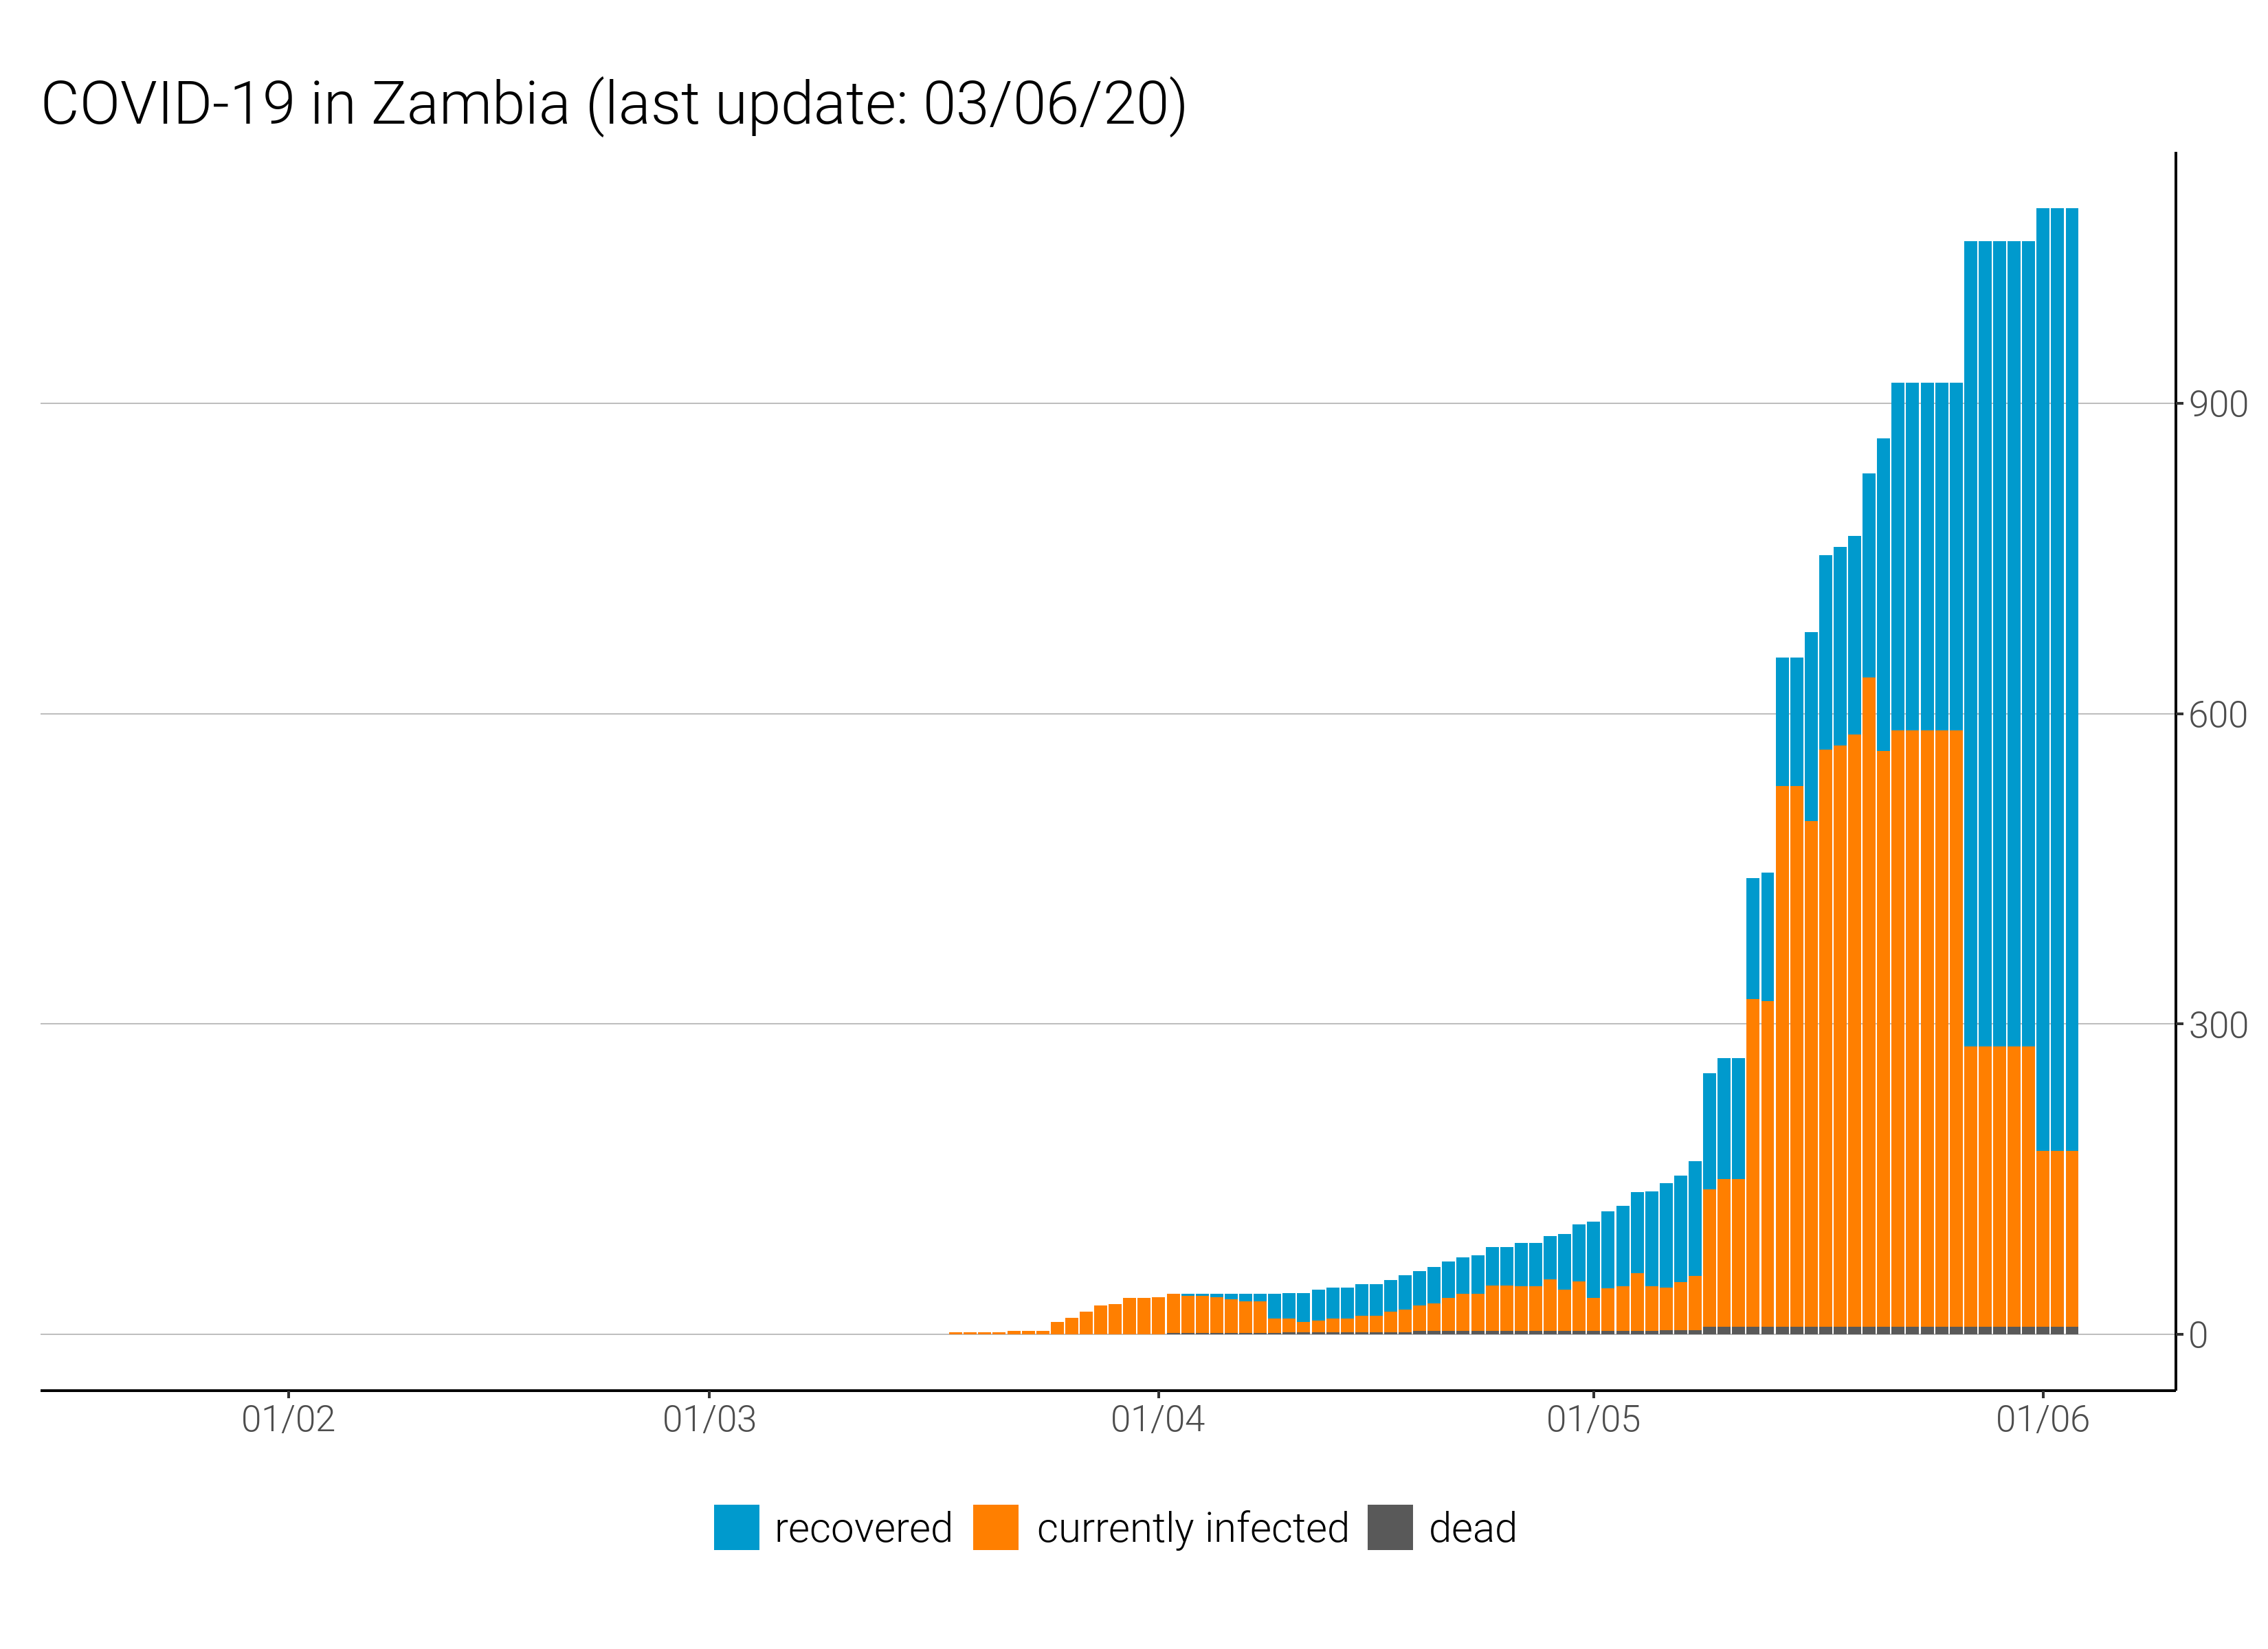 COVID-19 in Zambia (last update: 03/06/20)
900
600
300
0
01/02 01/03 01/04 01/05 01/06
recovered currently infected dead